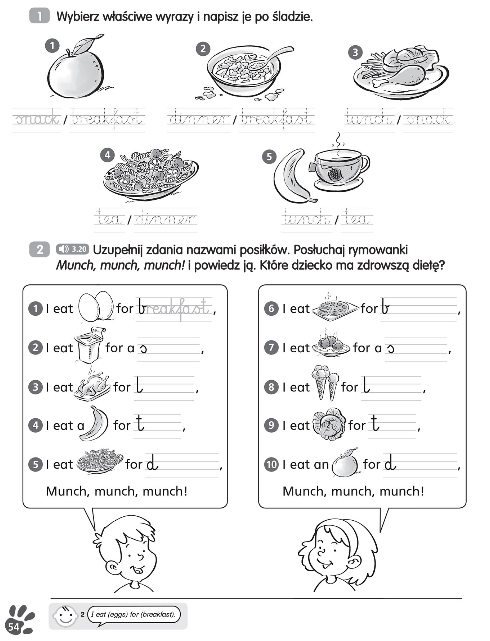 1 Wybierz właściwe wyrazy i napisz je po śladzie.
1
2
3
snack / breakfast
dinner / breakfast
lunch / snack
4
5
tea / dinner
lunch / tea
2 3.20 Uzupełnij zdania nazwami posiłków. Posłuchaj rymowanki
Munch, munch, munch! i powiedz ją. Które dziecko ma zdrowszą dietę?
1 I eat for breakfast,
2 I eat for a s ,
3 I eat for l ,
4 I eat a for t ,
5 I eat for d ,
Munch, munch, munch!
6 I eat for b ,
7 I eat for a s ,
8 I eat for l ,
9 I eat for t ,
10 I eat an for d ,
Munch, munch, munch!
54
2 I eat (eggs) for (breakfast).